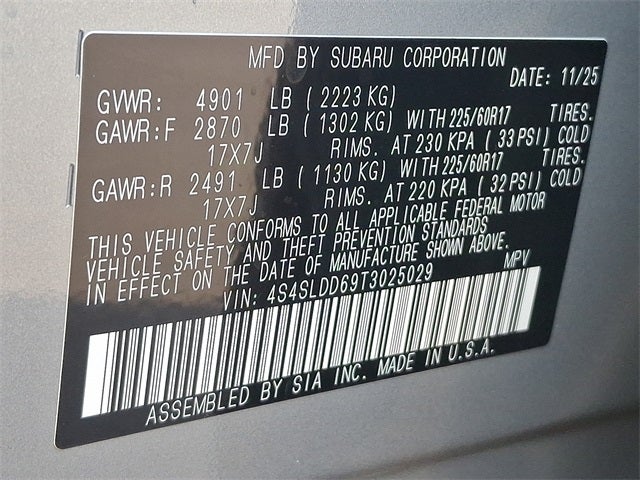 MFD BY SUBARU CORPORATION
DATE: 11/25
GVWR: 4901 LB ( 2223 KG)
GAWR:F 2870 LB ( 1302 KG) WITH 225/60R17 TIRES.
17X7J RIMS. AT 230 KPA ( 33 PSI) COLD
GAWR:R 2491 LB ( 1130 KG) WITH 225/60R17 TIRES.
17X7J RIMS. AT 220 KPA ( 32 PSI) COLD
THIS VEHICLE CONFORMS TO ALL APPLICABLE FEDERAL MOTOR
VEHICLE SAFETY AND THEFT PREVENTION STANDARDS
IN EFFECT ON THE DATE OF MANUFACTURE SHOWN ABOVE.
VIN: 4S4SLDD69T3025029 MPV
ASSEMBLED BY SIA INC. MADE IN U.S.A.